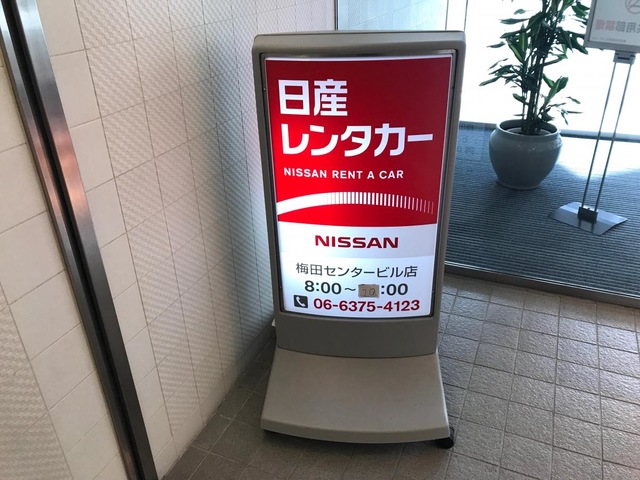 日産
レンタカー
NISSAN RENT A CAR
NISSAN
梅田センタービル店
8:00～:00
06-6375-4123